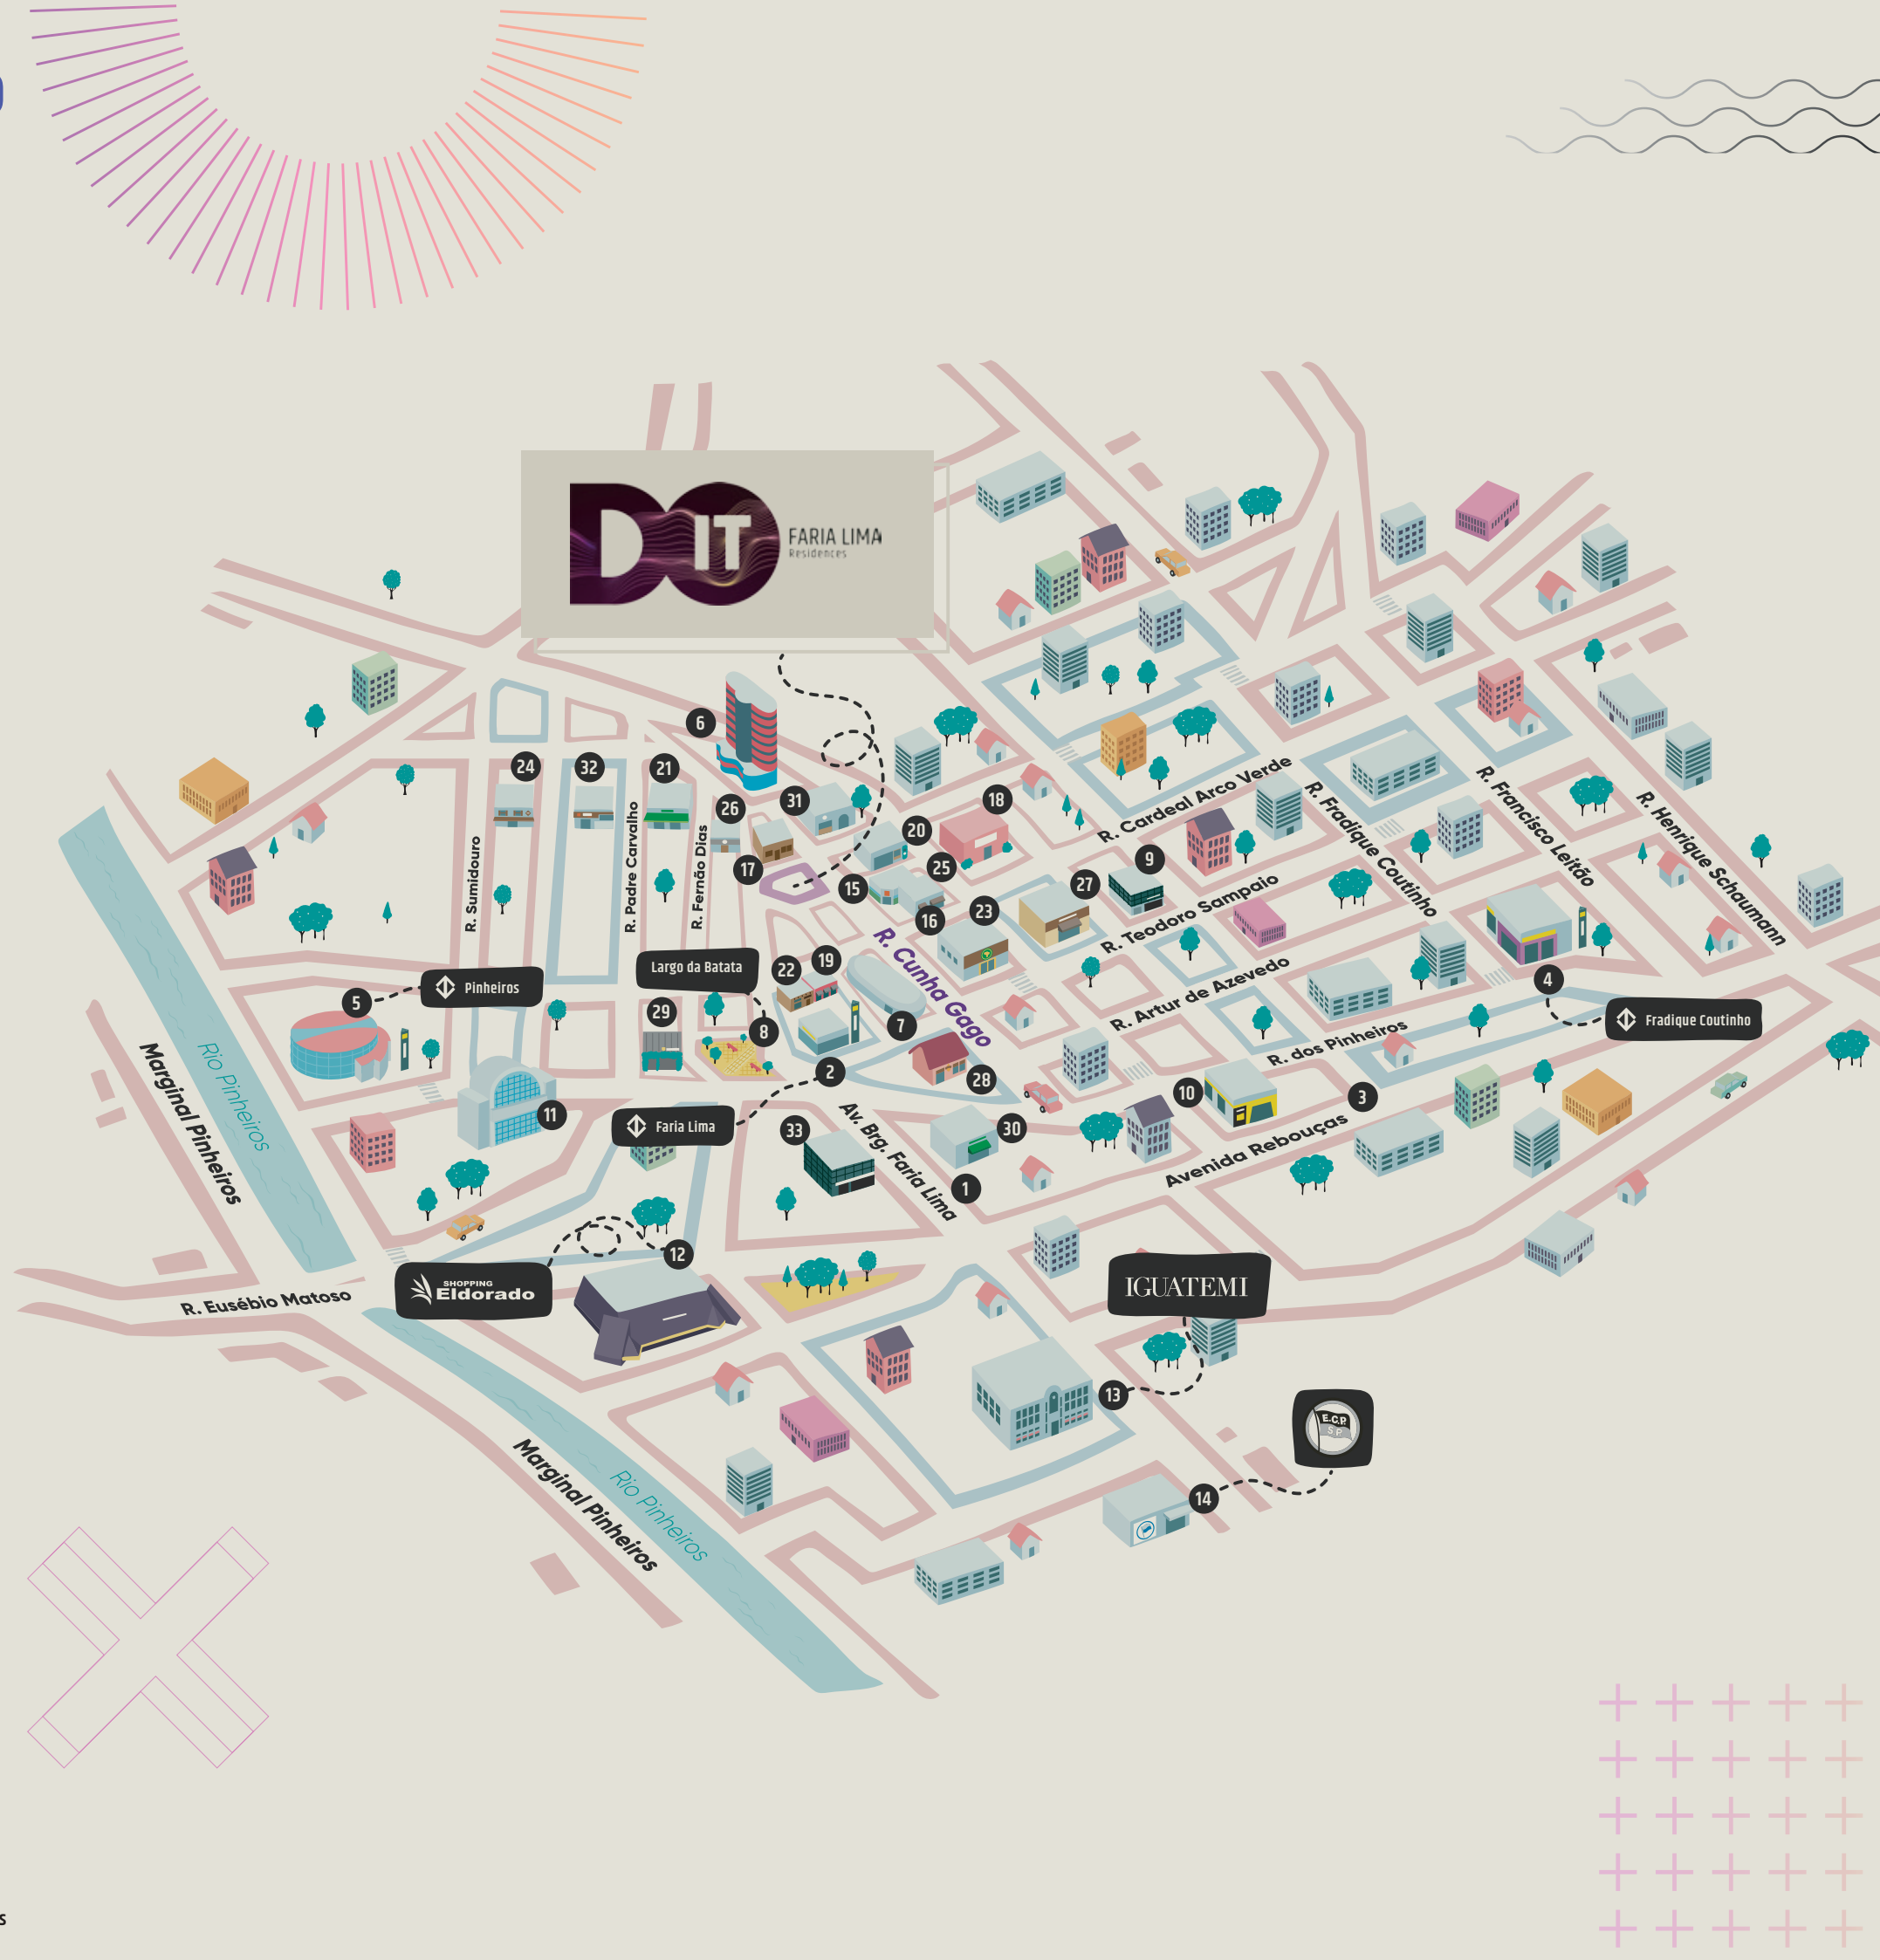 DO IT
FARIA LIMA
Residences
6
24
32
21
26
31
18
20
17
15
25
16
23
27
9
R. Cardeal Arco Verde
R. Fradique Coutinho
R. Francisco Leitão
R. Henrique Schaumann
R. Sumidouro
R. Padre Carvalho
R. Fernão Dias
R. Teodoro Sampaio
R. Cunha Gago
R. Artur de Azevedo
R. dos Pinheiros
Largo da Batata
Pinheiros
5
22
19
29
8
7
4
Fradique Coutinho
2
28
10
3
11
Faria Lima
33
30
1
Av. Brg. Faria Lima
Avenida Rebouças
Marginal Pinheiros
Rio Pinheiros
12
SHOPPING
Eldorado
R. Eusébio Matoso
IGUATEMI
13
E.C.P.
S.P.
14
Marginal Pinheiros
Rio Pinheiros
s